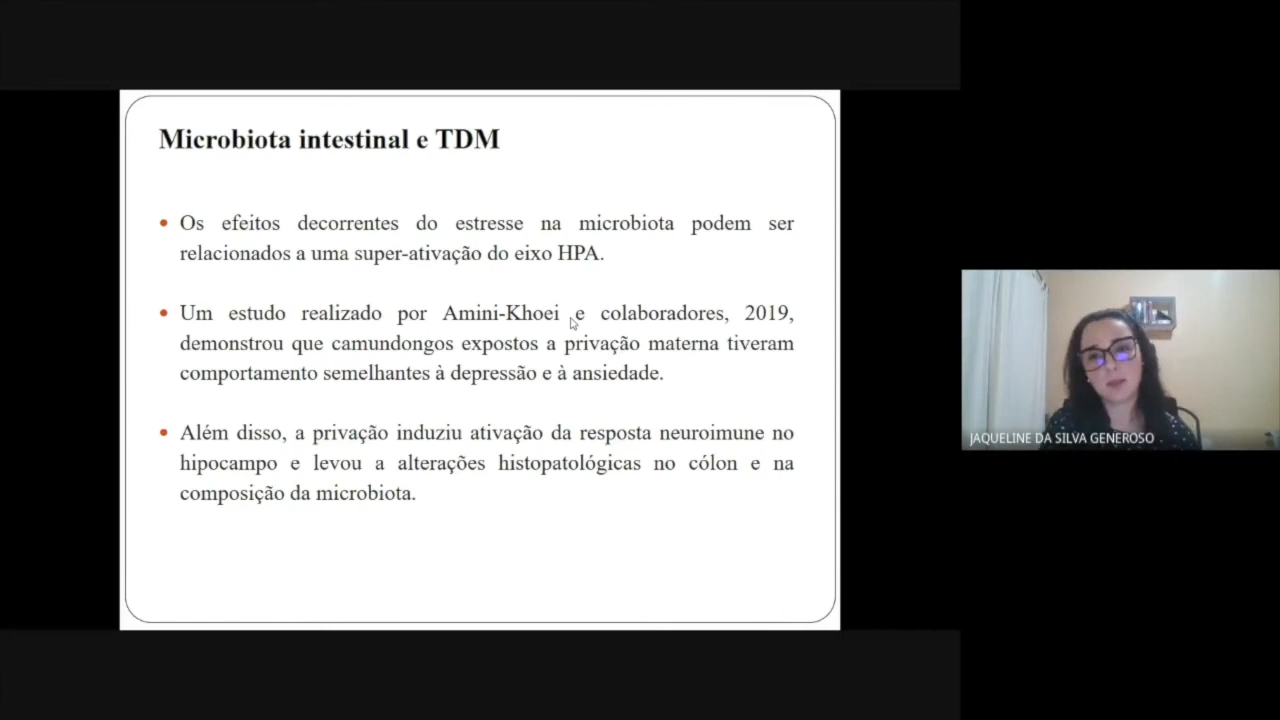 Microbiota intestinal e TDM
Os efeitos decorrentes do estresse na microbiota podem ser
relacionados a uma super-ativação do eixo HPA.
Um estudo realizado por Amini-Khoei e colaboradores, 2019,
demonstrou que camundongos expostos a privação materna tiveram
comportamento semelhantes à depressão e à ansiedade.
Além disso, a privação induziu ativação da resposta neuroimune no
hipocampo e levou a alterações histopatológicas no cólon e na
composição da microbiota.
JAQUELINE DA SILVA GENEROSO